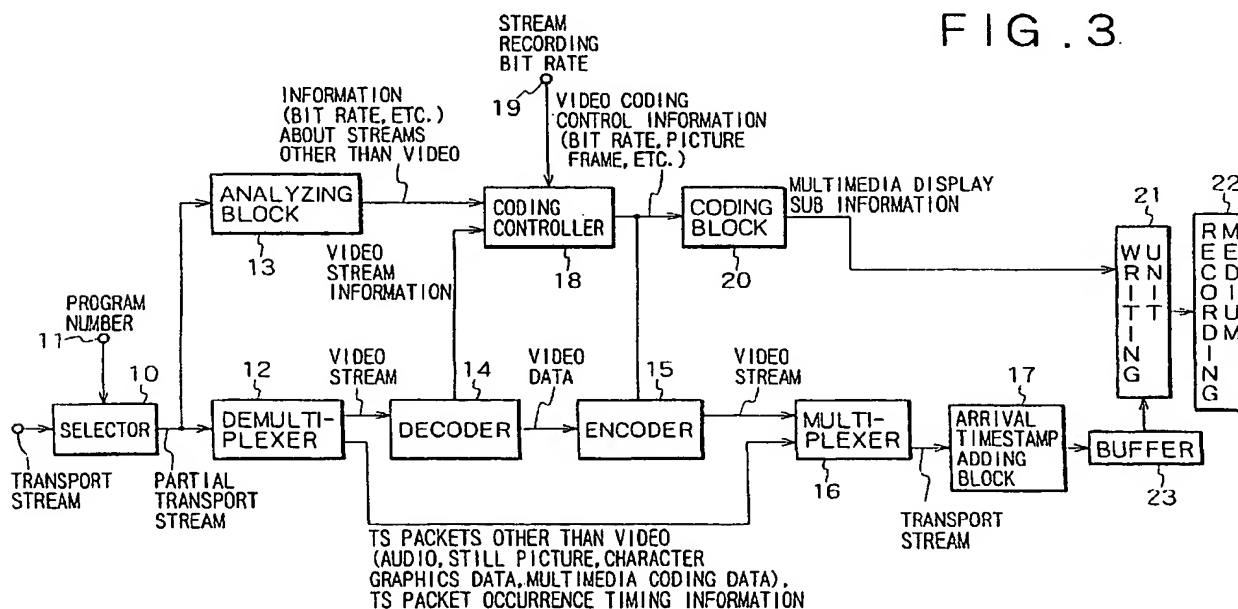 FIG.3
STREAM
RECORDING
BIT RATE
19
INFORMATION
(BIT RATE,ETC.)
ABOUT STREAMS
OTHER THAN VIDEO
VIDEO CODING
CONTROL INFORMATION
(BIT RATE,PICTURE
FRAME,ETC.)
ANALYZING
BLOCK
13
CODING
CONTROLLER
18
CODING
BLOCK
20
MULTIMEDIA DISPLAY
SUB INFORMATION
21
WRITING
UNIT
22
RECORDING
MEDIUM
VIDEO
STREAM
INFORMATION
PROGRAM
NUMBER
11
10
SELECTOR
TRANSPORT
STREAM
PARTIAL
TRANSPORT
STREAM
12
DEMULTI-
PLEXER
VIDEO
STREAM
14
DECODER
VIDEO
DATA
15
ENCODER
VIDEO
STREAM
MULTI-
PLEXER
16
TRANSPORT
STREAM
17
ARRIVAL
TIMESTAMP
ADDING
BLOCK
BUFFER
23
TS PACKETS OTHER THAN VIDEO
(AUDIO,STILL PICTURE,CHARACTER
GRAPHICS DATA,MULTIMEDIA CODING DATA),
TS PACKET OCCURRENCE TIMING INFORMATION